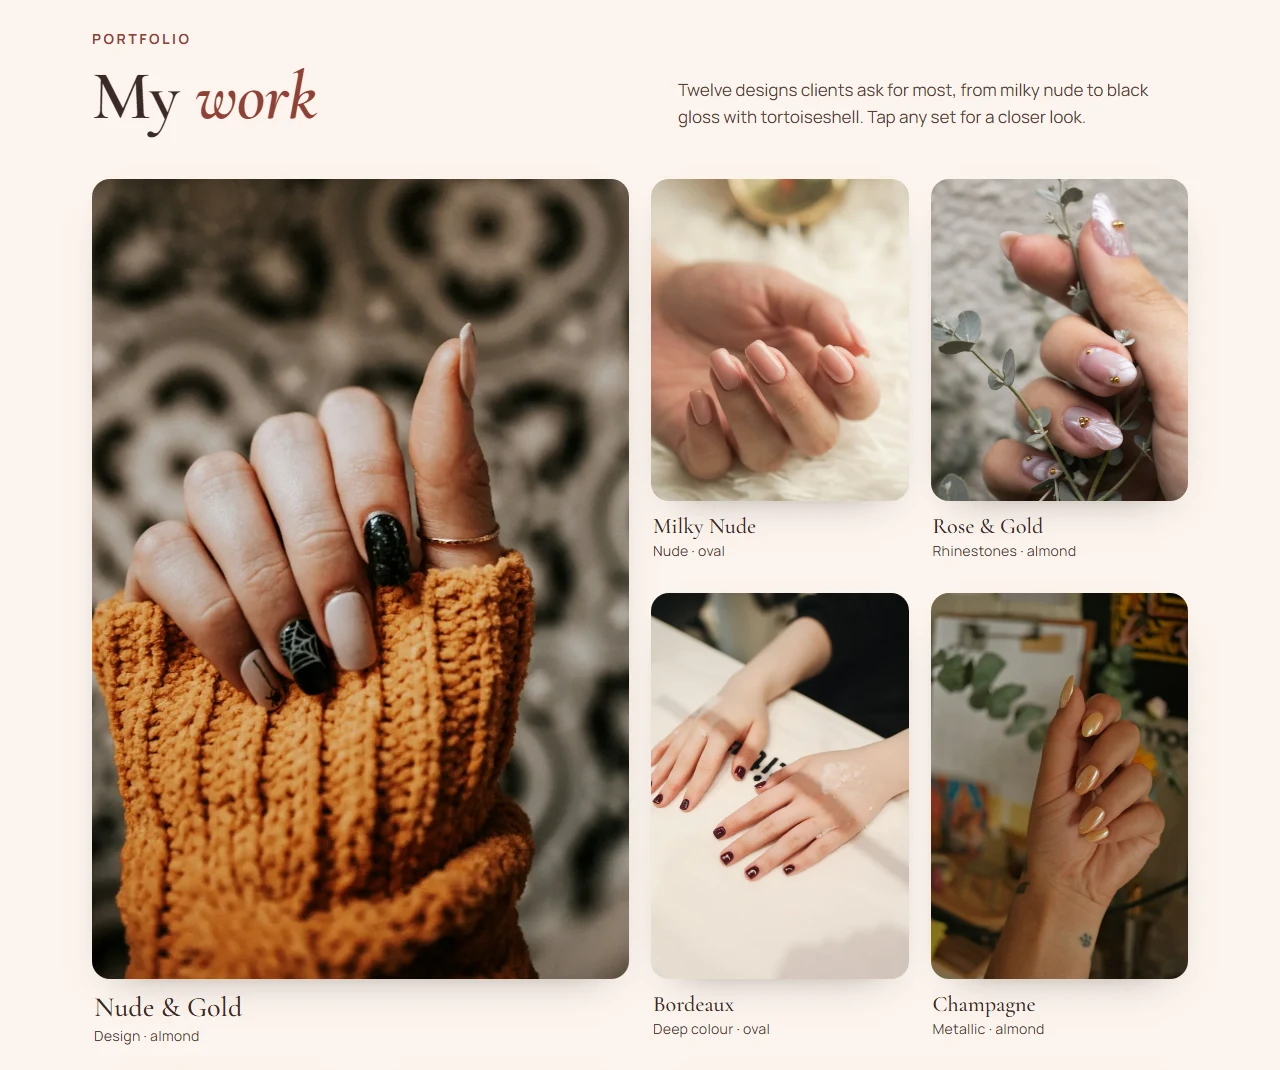 PORTFOLIO
My work
Twelve designs clients ask for most, from milky nude to black
gloss with tortoiseshell. Tap any set for a closer look.
Milky Nude
Nude · oval
Rose & Gold
Rhinestones · almond
Nude & Gold
Design · almond
Bordeaux
Deep colour · oval
Champagne
Metallic · almond